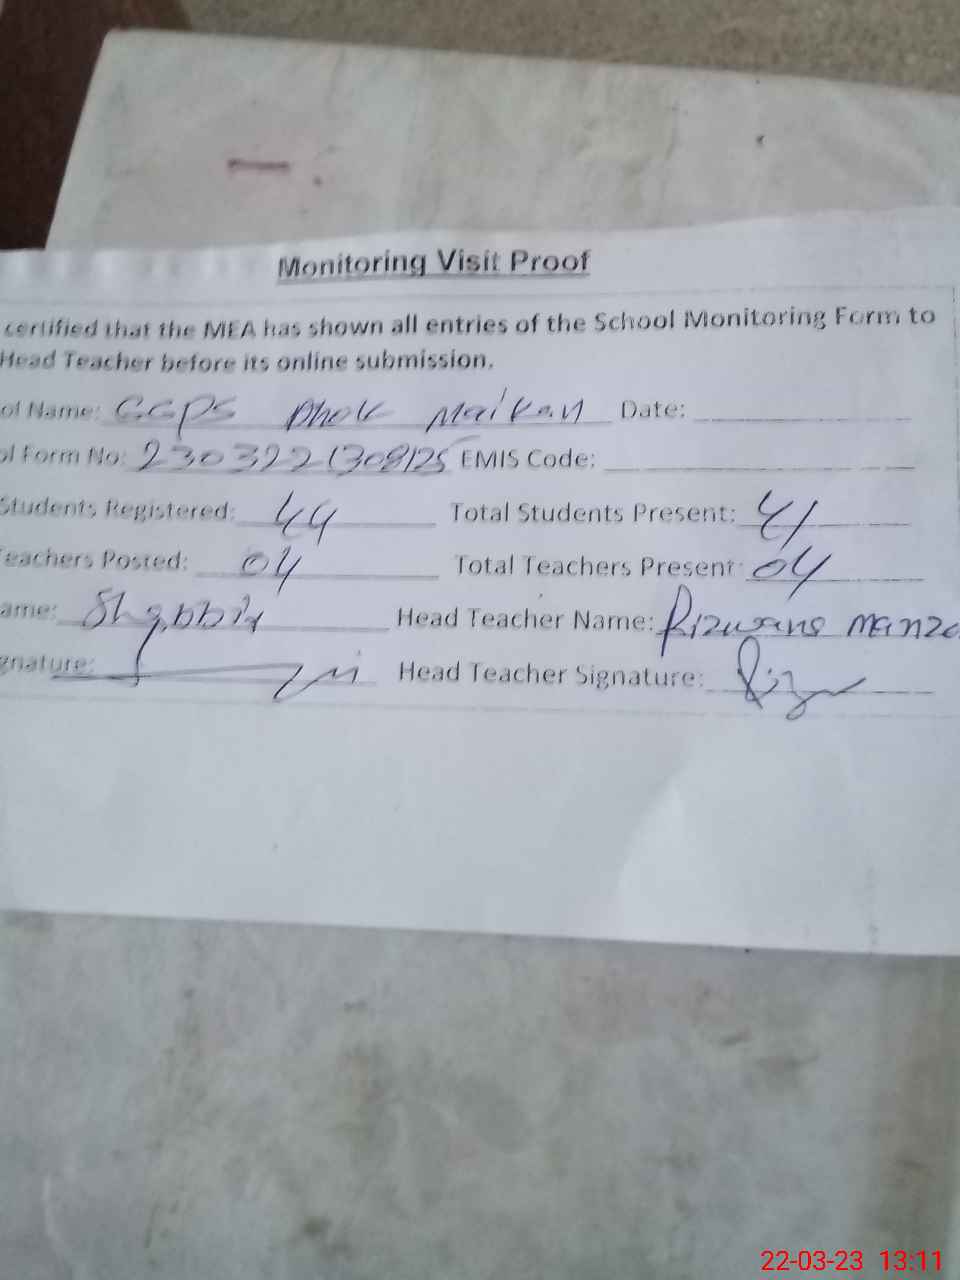 Monitoring Visit Proof
certified that the MEA has shown all entries of the School Monitoring Form to
Head Teacher before its online submission.
ol Name: GGPS Dhok Maikan Date:
ol Form No: 2303221308125 EMIS Code:
Students Registered: 44 Total Students Present: 41
Teachers Posted: 04 Total Teachers Present: 04
ame: Shabbir Head Teacher Name: Rizwana Manzo
gnature: Head Teacher Signature:
22-03-23 13:11